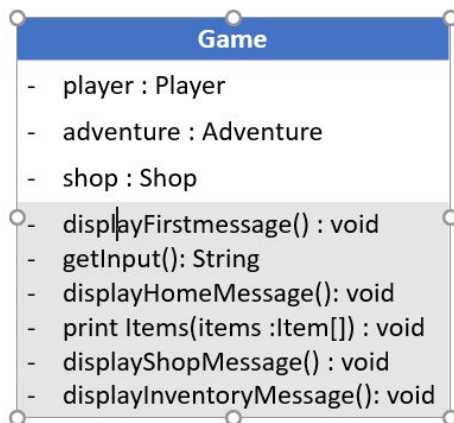 Game
- player : Player
- adventure : Adventure
- shop : Shop
- displayFirstmessage() : void
- getInput(): String
- displayHomeMessage(): void
- print Items(items :Item[]) : void
- displayShopMessage() : void
- displayInventoryMessage(): void